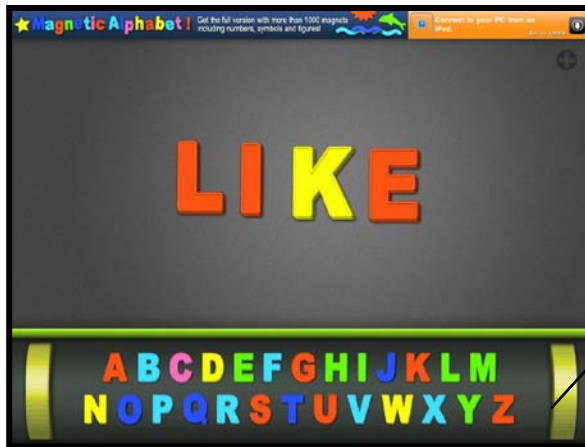 Magnetic Alphabet!
Get the full version with more than 1000 magnets
including numbers, symbols and figures!
Connect to your PC from an
iPad.
LIKE
ABCDEFGHIJKLM
NOPQRSTUVWXYZ